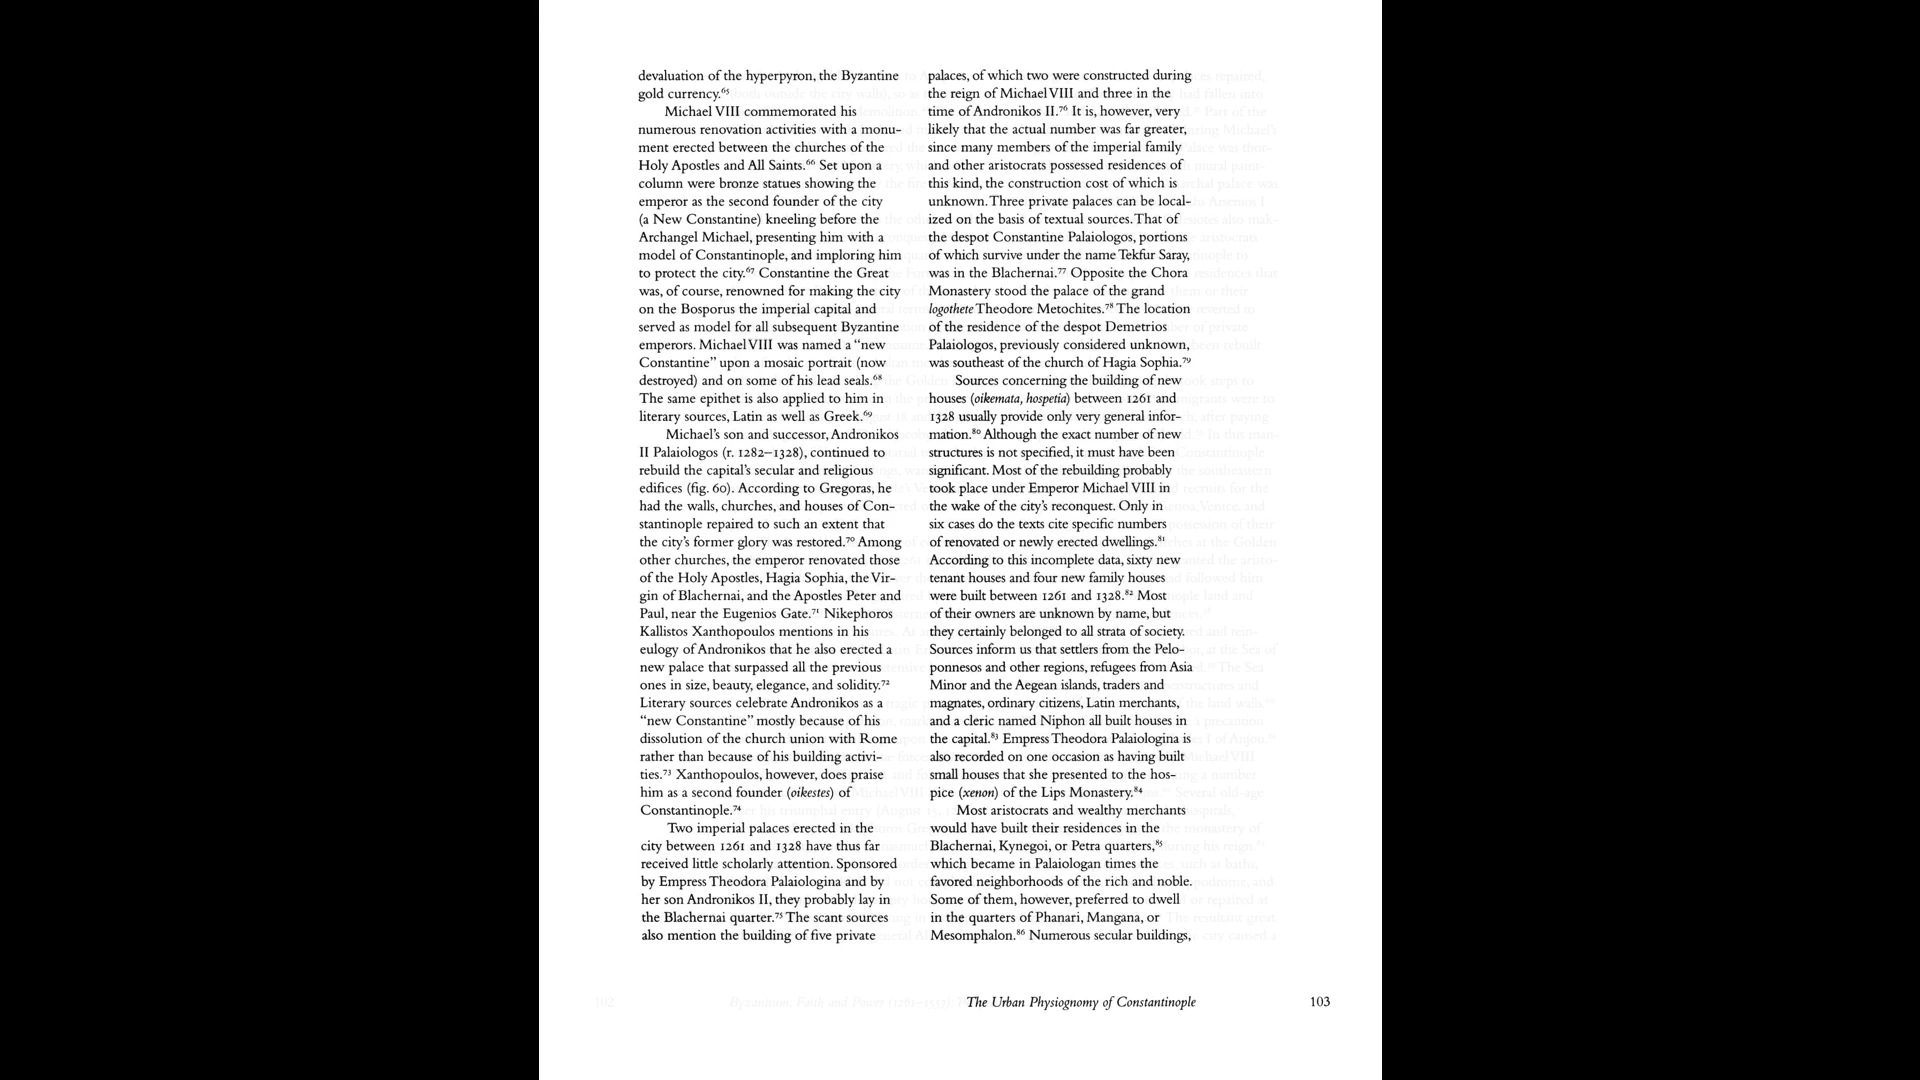 devaluation of the hyperpyron, the Byzantine
gold currency.⁶⁵
Michael VIII commemorated his
numerous renovation activities with a monu-
ment erected between the churches of the
Holy Apostles and All Saints.⁶⁶ Set upon a
column were bronze statues showing the
emperor as the second founder of the city
(a New Constantine) kneeling before the
Archangel Michael, presenting him with a
model of Constantinople, and imploring him
to protect the city.⁶⁷ Constantine the Great
was, of course, renowned for making the city
on the Bosporus the imperial capital and
served as model for all subsequent Byzantine
emperors. Michael VIII was named a “new
Constantine” upon a mosaic portrait (now
destroyed) and on some of his lead seals.⁶⁸
The same epithet is also applied to him in
literary sources, Latin as well as Greek.⁶⁹
Michael’s son and successor, Andronikos
II Palaiologos (r. 1282–1328), continued to
rebuild the capital’s secular and religious
edifices (fig. 60). According to Gregoras, he
had the walls, churches, and houses of Con-
stantinople repaired to such an extent that
the city’s former glory was restored.⁷⁰ Among
other churches, the emperor renovated those
of the Holy Apostles, Hagia Sophia, the Vir-
gin of Blachernai, and the Apostles Peter and
Paul, near the Eugenios Gate.⁷¹ Nikephoros
Kallistos Xanthopoulos mentions in his
eulogy of Andronikos that he also erected a
new palace that surpassed all the previous
ones in size, beauty, elegance, and solidity.⁷²
Literary sources celebrate Andronikos as a
“new Constantine” mostly because of his
dissolution of the church union with Rome
rather than because of his building activi-
ties.⁷³ Xanthopoulos, however, does praise
him as a second founder (oikestes) of
Constantinople.⁷⁴
Two imperial palaces erected in the
city between 1261 and 1328 have thus far
received little scholarly attention. Sponsored
by Empress Theodora Palaiologina and by
her son Andronikos II, they probably lay in
the Blachernai quarter.⁷⁵ The scant sources
also mention the building of five private
palaces, of which two were constructed during
the reign of Michael VIII and three in the
time of Andronikos II.⁷⁶ It is, however, very
likely that the actual number was far greater,
since many members of the imperial family
and other aristocrats possessed residences of
this kind, the construction cost of which is
unknown. Three private palaces can be local-
ized on the basis of textual sources. That of
the despot Constantine Palaiologos, portions
of which survive under the name Tekfur Saray,
was in the Blachernai.⁷⁷ Opposite the Chora
Monastery stood the palace of the grand
logothete Theodore Metochites.⁷⁸ The location
of the residence of the despot Demetrios
Palaiologos, previously considered unknown,
was southeast of the church of Hagia Sophia.⁷⁹
Sources concerning the building of new
houses (oikemata, hospetia) between 1261 and
1328 usually provide only very general infor-
mation.⁸⁰ Although the exact number of new
structures is not specified, it must have been
significant. Most of the rebuilding probably
took place under Emperor Michael VIII in
the wake of the city’s reconquest. Only in
six cases do the texts cite specific numbers
of renovated or newly erected dwellings.⁸¹
According to this incomplete data, sixty new
tenant houses and four new family houses
were built between 1261 and 1328.⁸² Most
of their owners are unknown by name, but
they certainly belonged to all strata of society.
Sources inform us that settlers from the Pelo-
ponnesos and other regions, refugees from Asia
Minor and the Aegean islands, traders and
magnates, ordinary citizens, Latin merchants,
and a cleric named Niphon all built houses in
the capital.⁸³ Empress Theodora Palaiologina is
also recorded on one occasion as having built
small houses that she presented to the hos-
pice (xenon) of the Lips Monastery.⁸⁴
Most aristocrats and wealthy merchants
would have built their residences in the
Blachernai, Kynegoi, or Petra quarters,⁸⁵
which became in Palaiologan times the
favored neighborhoods of the rich and noble.
Some of them, however, preferred to dwell
in the quarters of Phanari, Mangana, or
Mesomphalon.⁸⁶ Numerous secular buildings,
102
Byzantium: Faith and Power (1261–1557):
The Urban Physiognomy of Constantinople
103